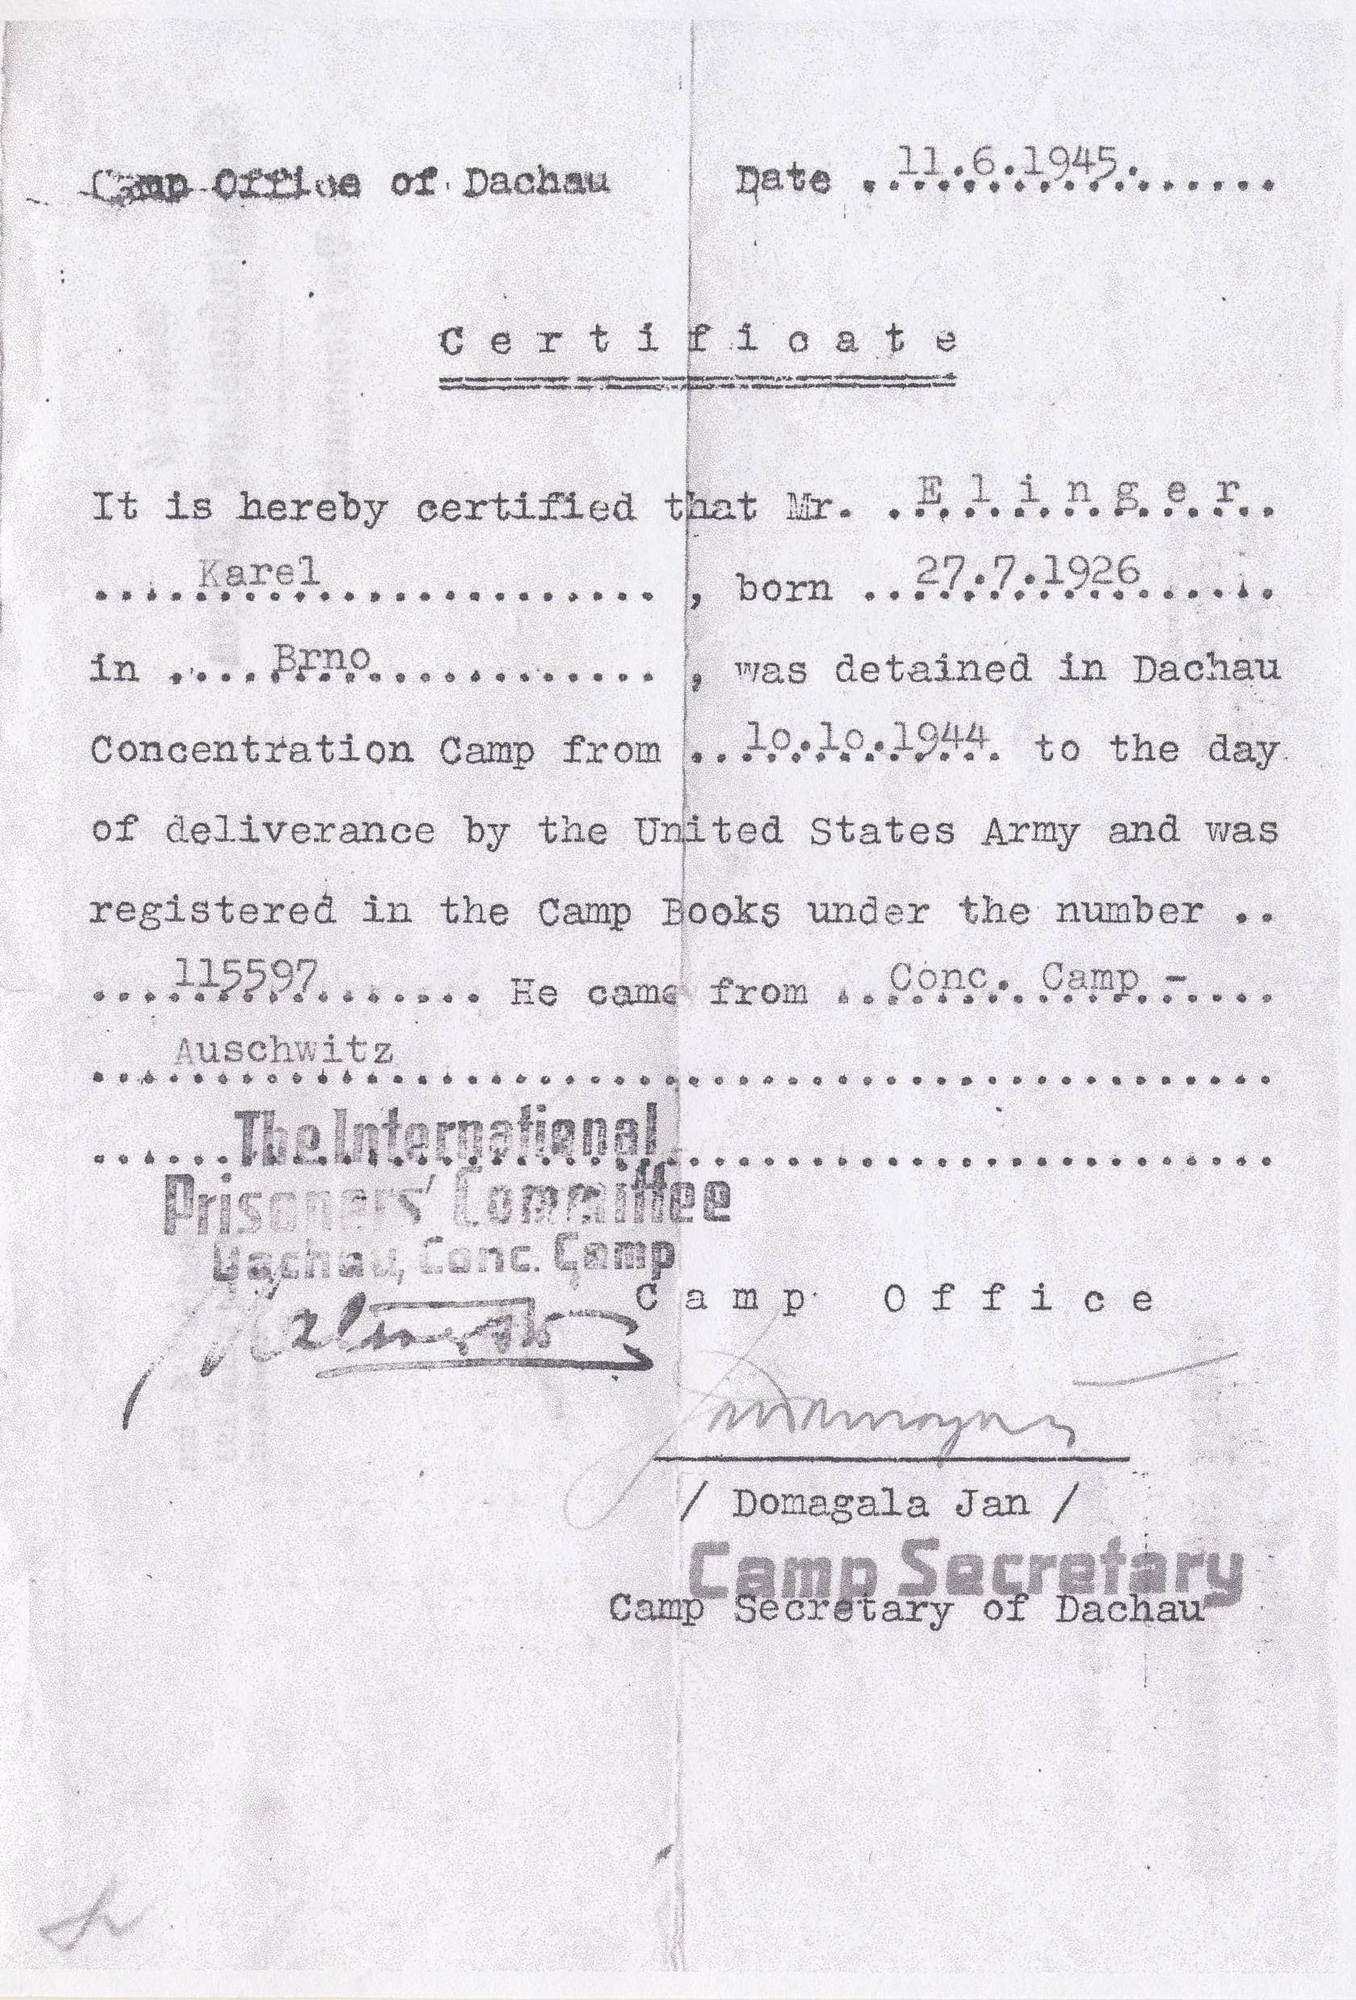 Camp Office of Dachau Date 11.6.1945.
Certificate
It is hereby certified that Mr. Elinger
Karel , born 27.7.1926
in Brno , was detained in Dachau
Concentration Camp from 10.10.1944 to the day
of deliverance by the United States Army and was
registered in the Camp Books under the number
115597 He came from Conc. Camp -
Auschwitz
The International
Prisoners' Committee
Dachau, Conc. Camp
Camp Office
/ Domagala Jan /
Camp Secretary
Camp Secretary of Dachau